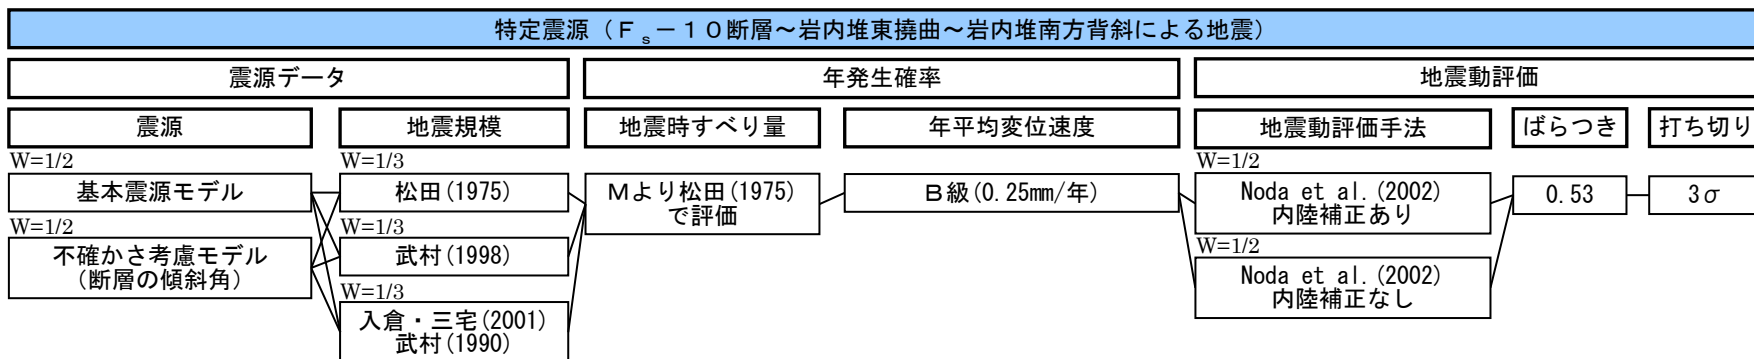 特定震源（Ｆｓ－１０断層～岩内堆東撓曲～岩内堆南方背斜による地震）
震源データ
年発生確率
地震動評価
震源
地震規模
地震時すべり量
年平均変位速度
地震動評価手法
ばらつき
打ち切り
W=1/2
基本震源モデル
W=1/2
不確かさ考慮モデル
(断層の傾斜角)
W=1/3
松田(1975)
W=1/3
武村(1998)
W=1/3
入倉・三宅(2001)
武村(1990)
Ｍより松田(1975)
で評価
Ｂ級(0.25mm/年)
W=1/2
Noda et al.(2002)
内陸補正あり
W=1/2
Noda et al.(2002)
内陸補正なし
0.53
3σ